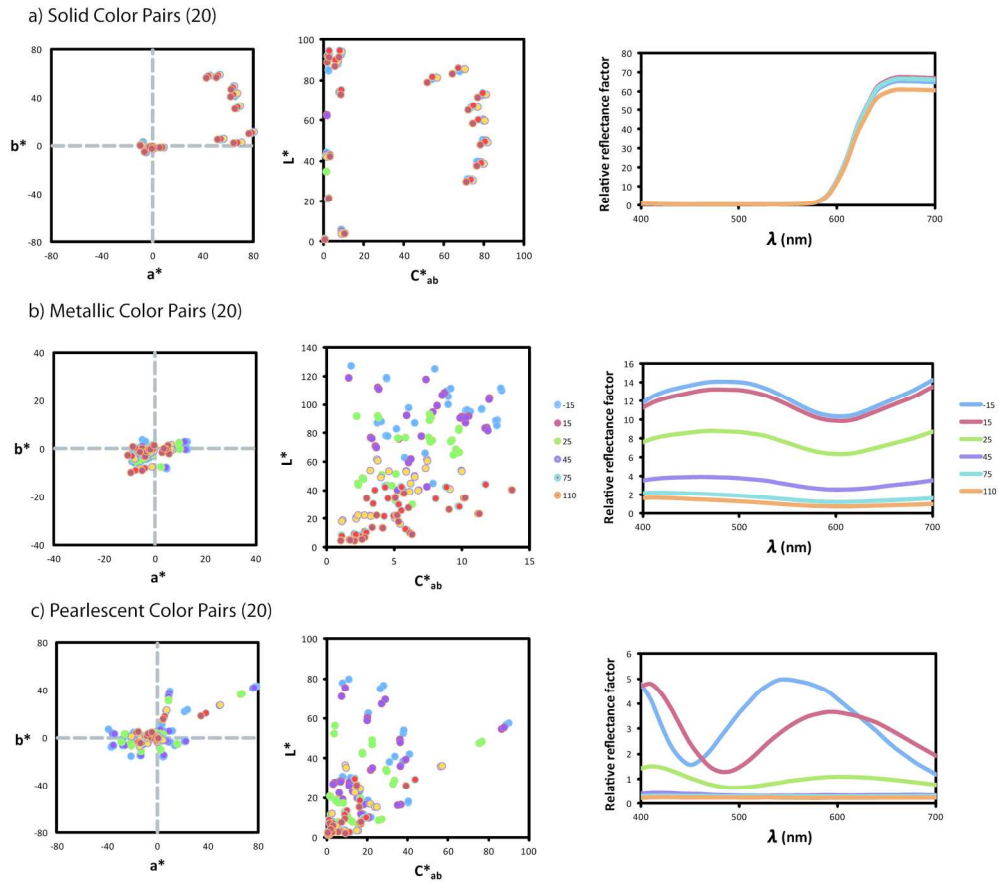 a) Solid Color Pairs (20)
80
40
b* 0
-40
-80
-80 -40 0 40 80
a*
100
80
60
L*
40
20
0
0 20 40 60 80 100
C*ab
Relative reflectance factor
80
70
60
50
40
30
20
10
0
400 500 600 700
λ (nm)
b) Metallic Color Pairs (20)
40
20
b* 0
-20
-40
-40 -20 0 20 40
a*
140
120
100
80
L*
60
40
20
0
0 5 10 15
C*ab
-15
15
25
45
75
110
Relative reflectance factor
16
14
12
10
8
6
4
2
0
400 500 600 700
λ (nm)
-15
15
25
45
75
110
c) Pearlescent Color Pairs (20)
80
40
b* 0
-40
-80
-80 -40 0 40 80
a*
100
80
60
L*
40
20
0
0 20 40 60 80 100
C*ab
Relative reflectance factor
6
5
4
3
2
1
0
400 500 600 700
λ (nm)